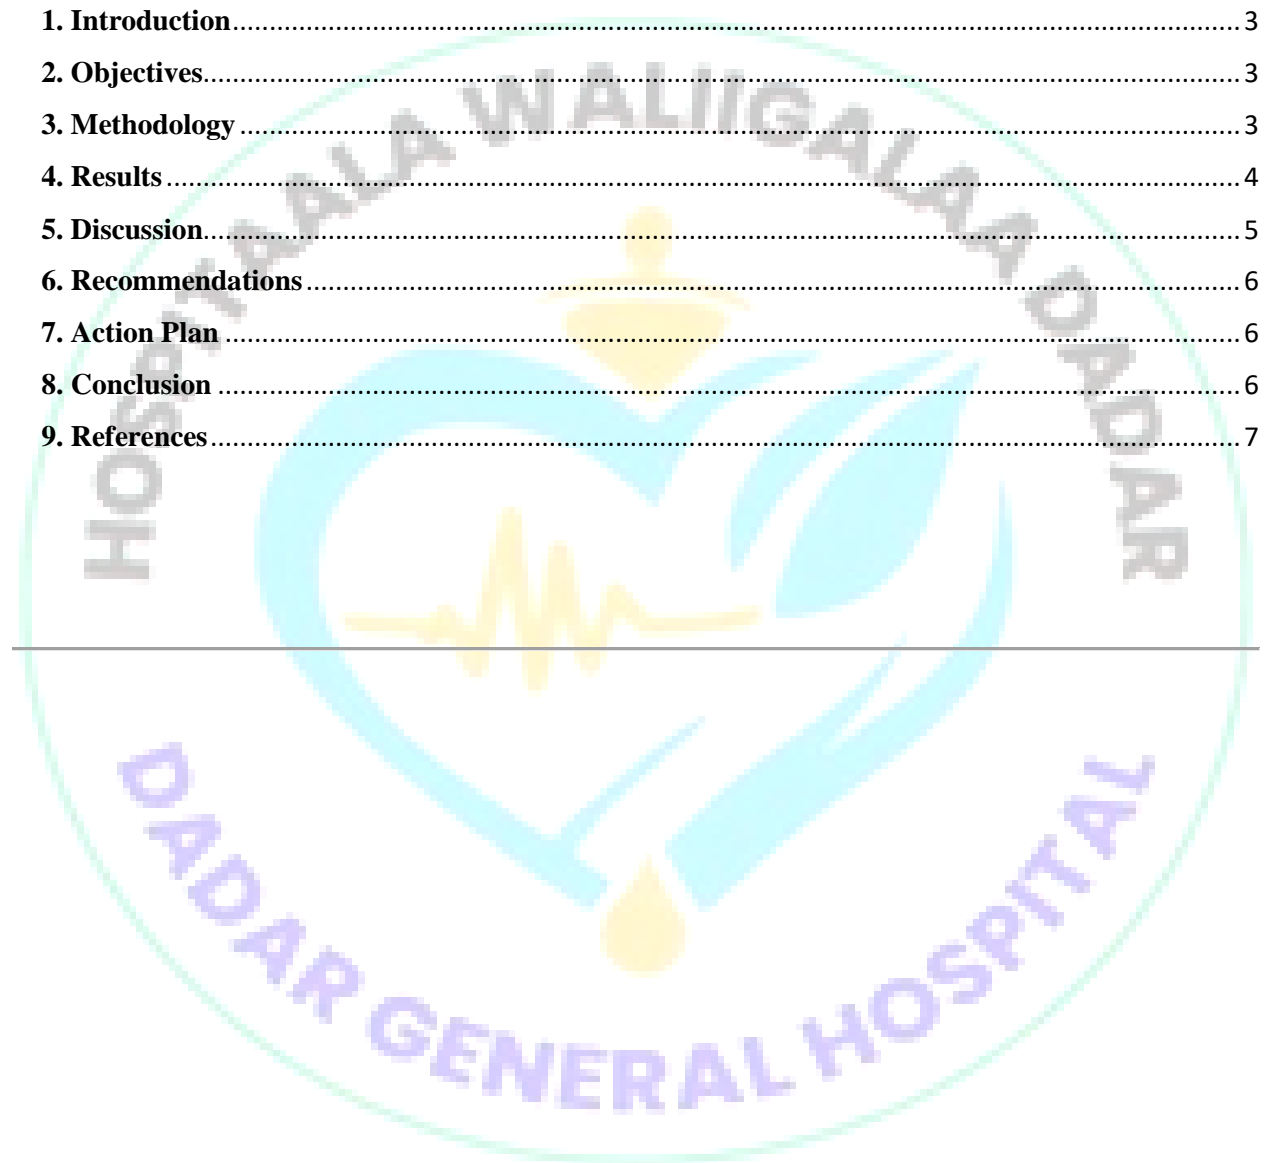 1. Introduction........................................ 3
2. Objectives........................................ 3
3. Methodology........................................ 3
4. Results........................................ 4
5. Discussion........................................ 5
6. Recommendations........................................ 6
7. Action Plan........................................ 6
8. Conclusion........................................ 6
9. References........................................ 7
HOSPITAALA WALIIGALAA DADAR
DADAR GENERAL HOSPITAL